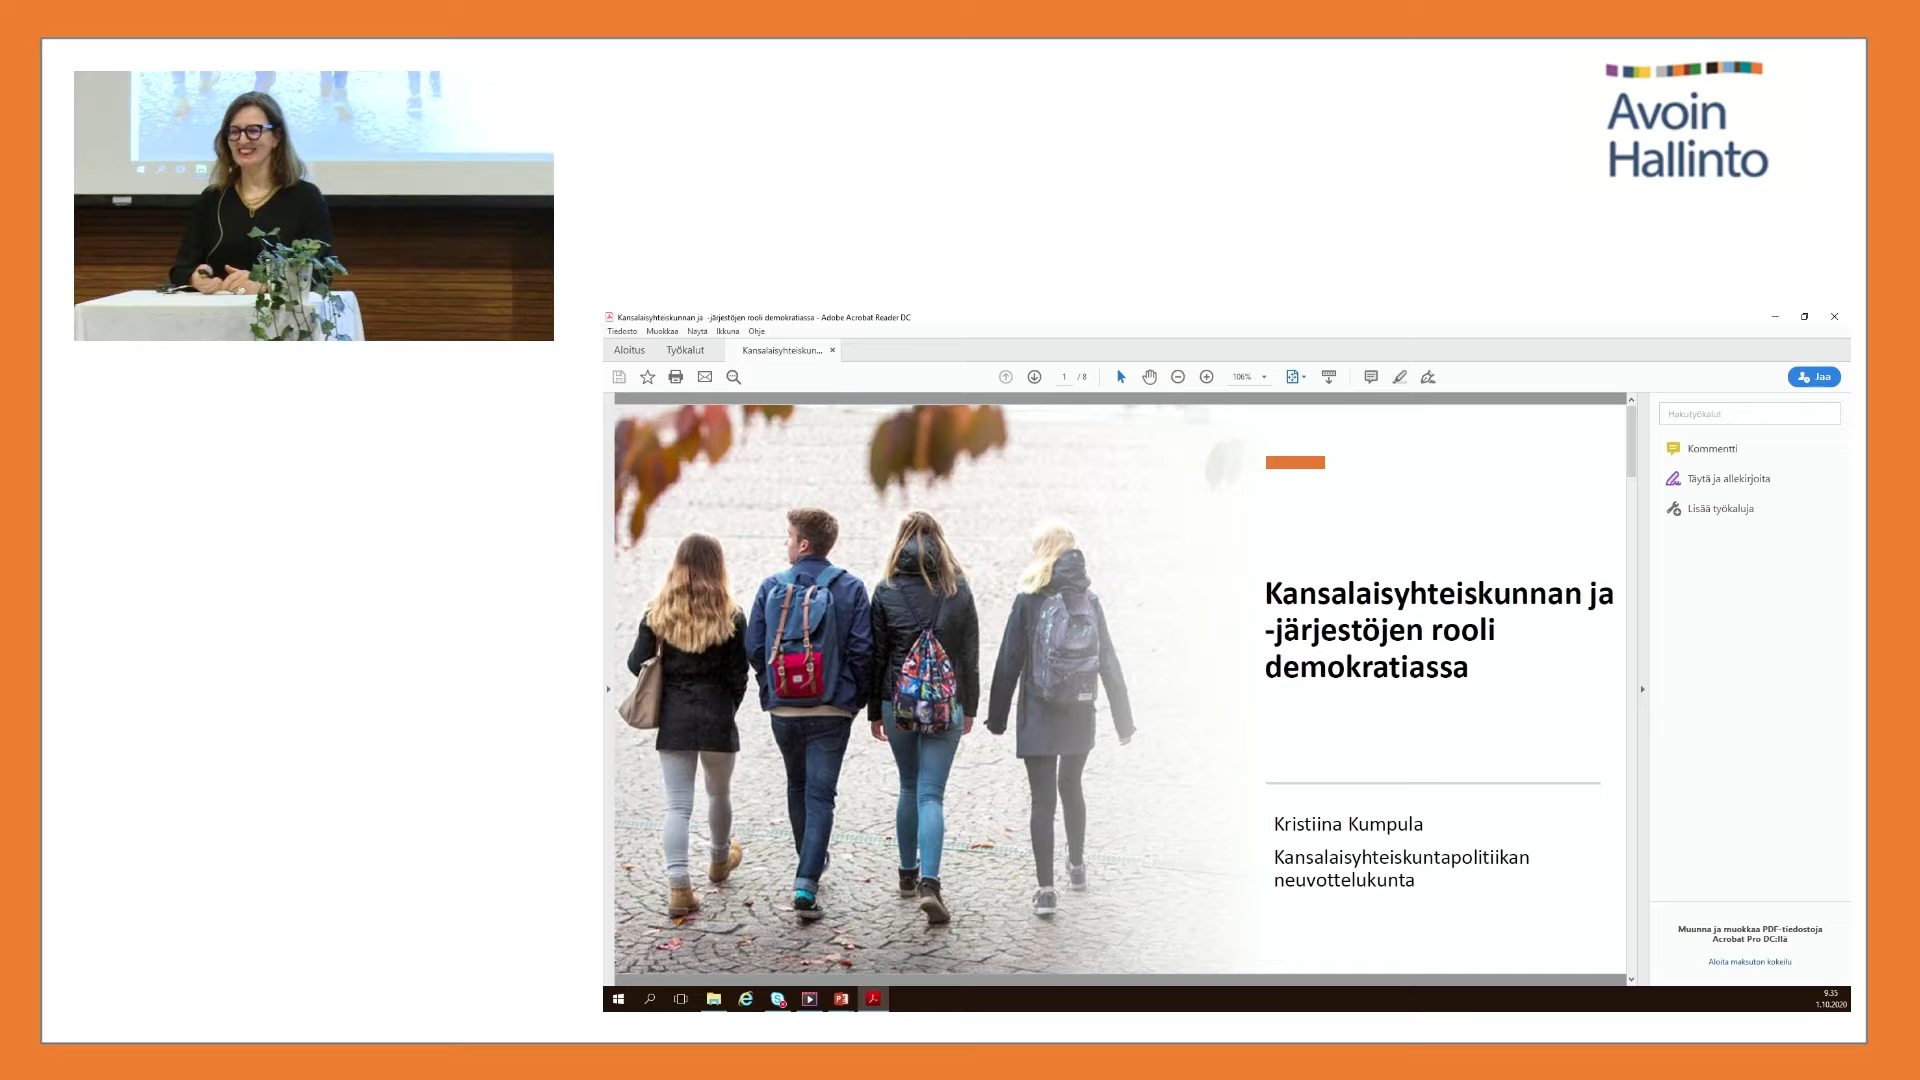 Avoin
Hallinto
Kansalaisyhteiskunnan ja -järjestöjen rooli demokratiassa - Adobe Acrobat Reader DC
Tiedosto Muokkaa Näytä Ikkuna Ohje
Aloitus Työkalut Kansalaisyhteiskun...
1 / 8 106% Jaa
Hakutyökalut
Kommentti
Täytä ja allekirjoita
Lisää työkaluja
Kansalaisyhteiskunnan ja
-järjestöjen rooli
demokratiassa
Kristiina Kumpula
Kansalaisyhteiskuntapolitiikan
neuvottelukunta
Muunna ja muokkaa PDF-tiedostoja
Acrobat Pro DC:llä
Aloita maksuton kokeilu
9.35
1.10.2020